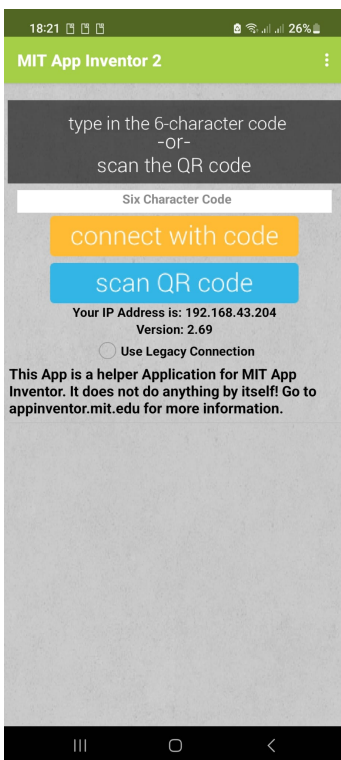 18:21 26%
MIT App Inventor 2
type in the 6-character code
-or-
scan the QR code
Six Character Code
connect with code
scan QR code
Your IP Address is: 192.168.43.204
Version: 2.69
Use Legacy Connection
This App is a helper Application for MIT App
Inventor. It does not do anything by itself! Go to
appinventor.mit.edu for more information.